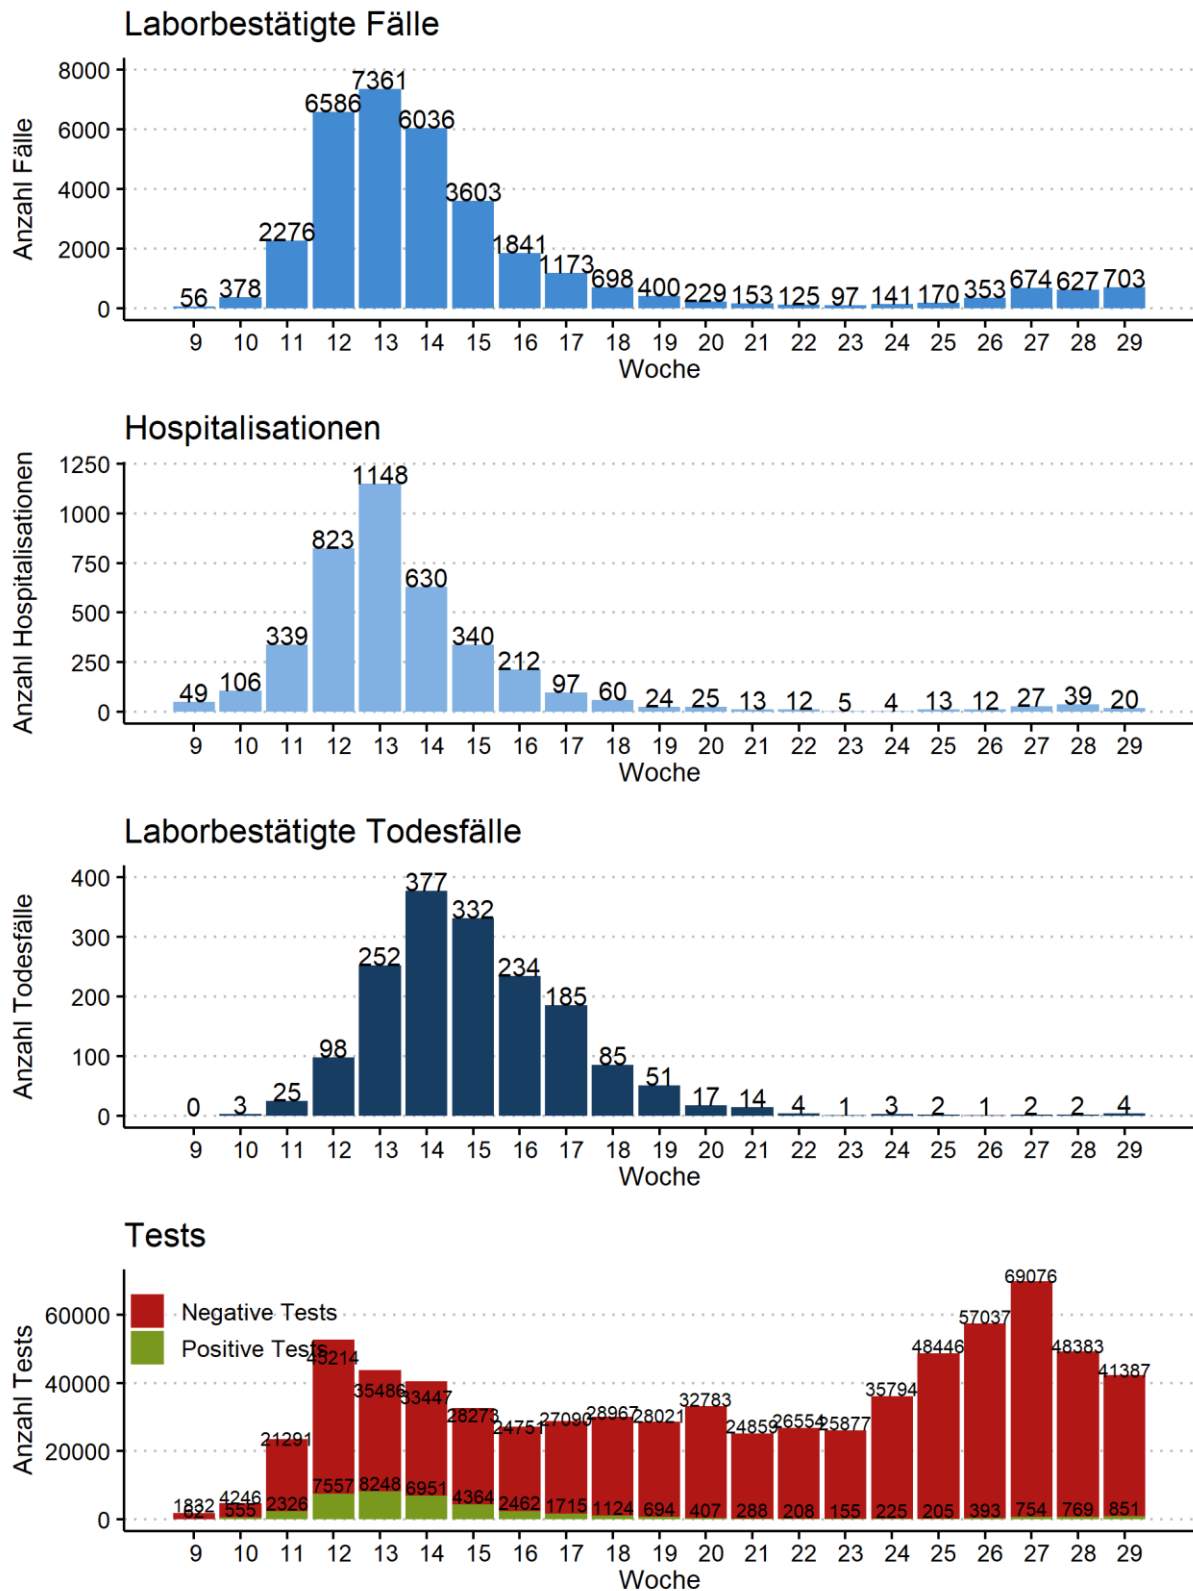 Laborbestätigte Fälle
Anzahl Fälle
8000
6000
4000
2000
0
56 378 2276 6586 7361 6036 3603 1841 1173 698 400 229 153 125 97 141 170 353 674 627 703
9 10 11 12 13 14 15 16 17 18 19 20 21 22 23 24 25 26 27 28 29
Woche
Hospitalisationen
Anzahl Hospitalisationen
1250
1000
750
500
250
0
49 106 339 823 1148 630 340 212 97 60 24 25 13 12 5 4 13 12 27 39 20
9 10 11 12 13 14 15 16 17 18 19 20 21 22 23 24 25 26 27 28 29
Woche
Laborbestätigte Todesfälle
Anzahl Todesfälle
400
300
200
100
0
0 3 25 98 252 377 332 234 185 85 51 17 14 4 1 3 2 1 2 2 4
9 10 11 12 13 14 15 16 17 18 19 20 21 22 23 24 25 26 27 28 29
Woche
Tests
Anzahl Tests
60000
40000
20000
0
Negative Tests
Positive Tests
1832 4246 21291 45214 35486 33447 28273 24751 27090 28967 28021 32783 24859 26554 25877 35794 48446 57037 69076 48383 41387
62 555 2326 7557 8248 6951 4364 2462 1715 1124 694 407 288 208 155 225 205 393 754 769 851
9 10 11 12 13 14 15 16 17 18 19 20 21 22 23 24 25 26 27 28 29
Woche